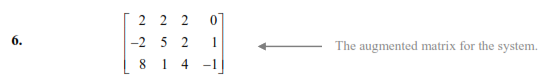 2 2 2 0
6. -2 5 2 1 The augmented matrix for the system.
8 1 4 -1